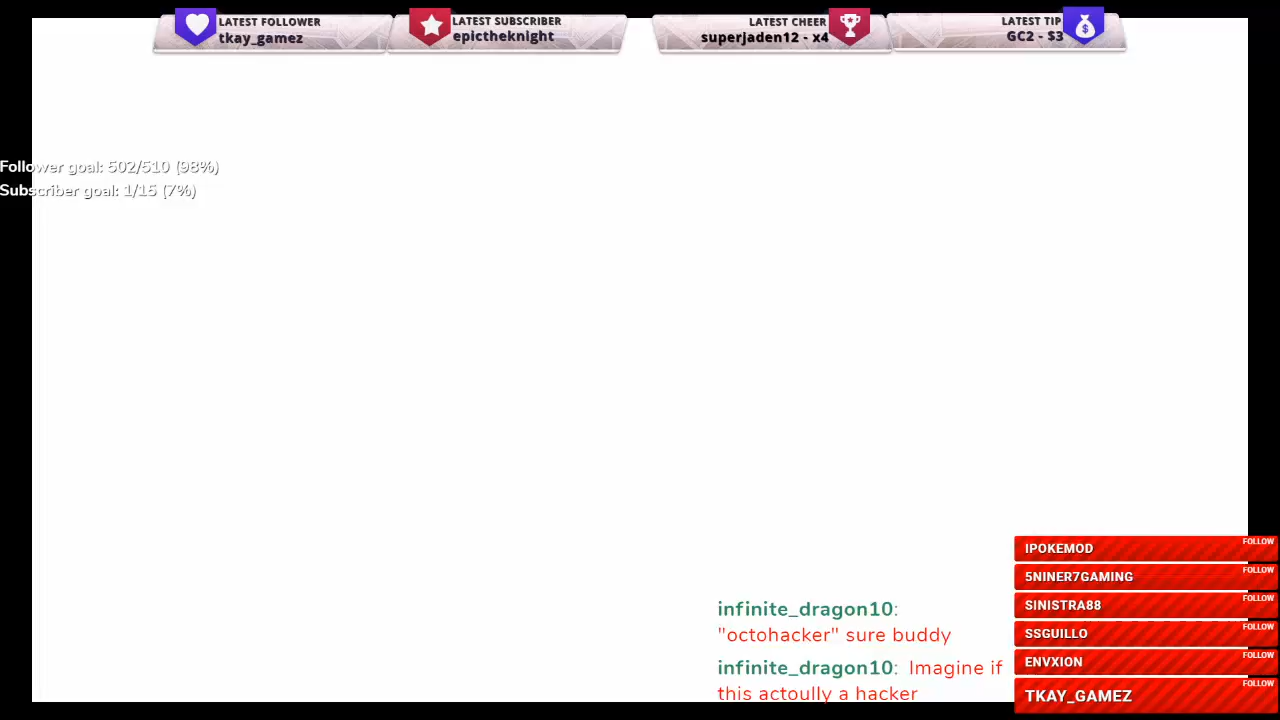 LATEST FOLLOWER
tkay_gamez
LATEST SUBSCRIBER
epictheknight
LATEST CHEER
superjaden12 - x4
LATEST TIP
GC2 - $3
Follower goal: 502/510 (98%)
Subscriber goal: 1/15 (7%)
infinite_dragon10:
"octohacker" sure buddy
infinite_dragon10: Imagine if
this actoully a hacker
IPOKEMOD FOLLOW
5NINER7GAMING FOLLOW
SINISTRA88 FOLLOW
SSGUILLO FOLLOW
ENVXION FOLLOW
TKAY_GAMEZ FOLLOW